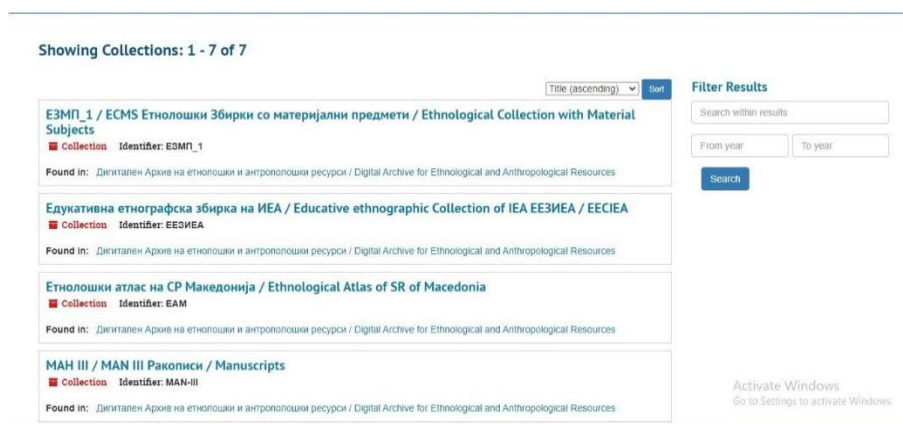 Showing Collections: 1 - 7 of 7
Title (ascending) Sort
ЕЗМП_1 / ECMS Етнолошки Збирки со материјални предмети / Ethnological Collection with Material
Subjects
Collection Identifier: ЕЗМП_1
Found in: Дигитален Архив на етнолошки и антрополошки ресурси / Digital Archive for Ethnological and Anthropological Resources
Едукативна етнографска збирка на ИЕА / Educative ethnographic Collection of IEA ЕЕЗИЕА / EECIEA
Collection Identifier: ЕЕЗИЕА
Found in: Дигитален Архив на етнолошки и антрополошки ресурси / Digital Archive for Ethnological and Anthropological Resources
Етнолошки атлас на СР Македонија / Ethnological Atlas of SR of Macedonia
Collection Identifier: EAM
Found in: Дигитален Архив на етнолошки и антрополошки ресурси / Digital Archive for Ethnological and Anthropological Resources
МАН III / MAN III Ракописи / Manuscripts
Collection Identifier: MAN-III
Found in: Дигитален Архив на етнолошки и антрополошки ресурси / Digital Archive for Ethnological and Anthropological Resources
Filter Results
Search within results
From year To year
Search
Activate Windows
Go to Settings to activate Windows.